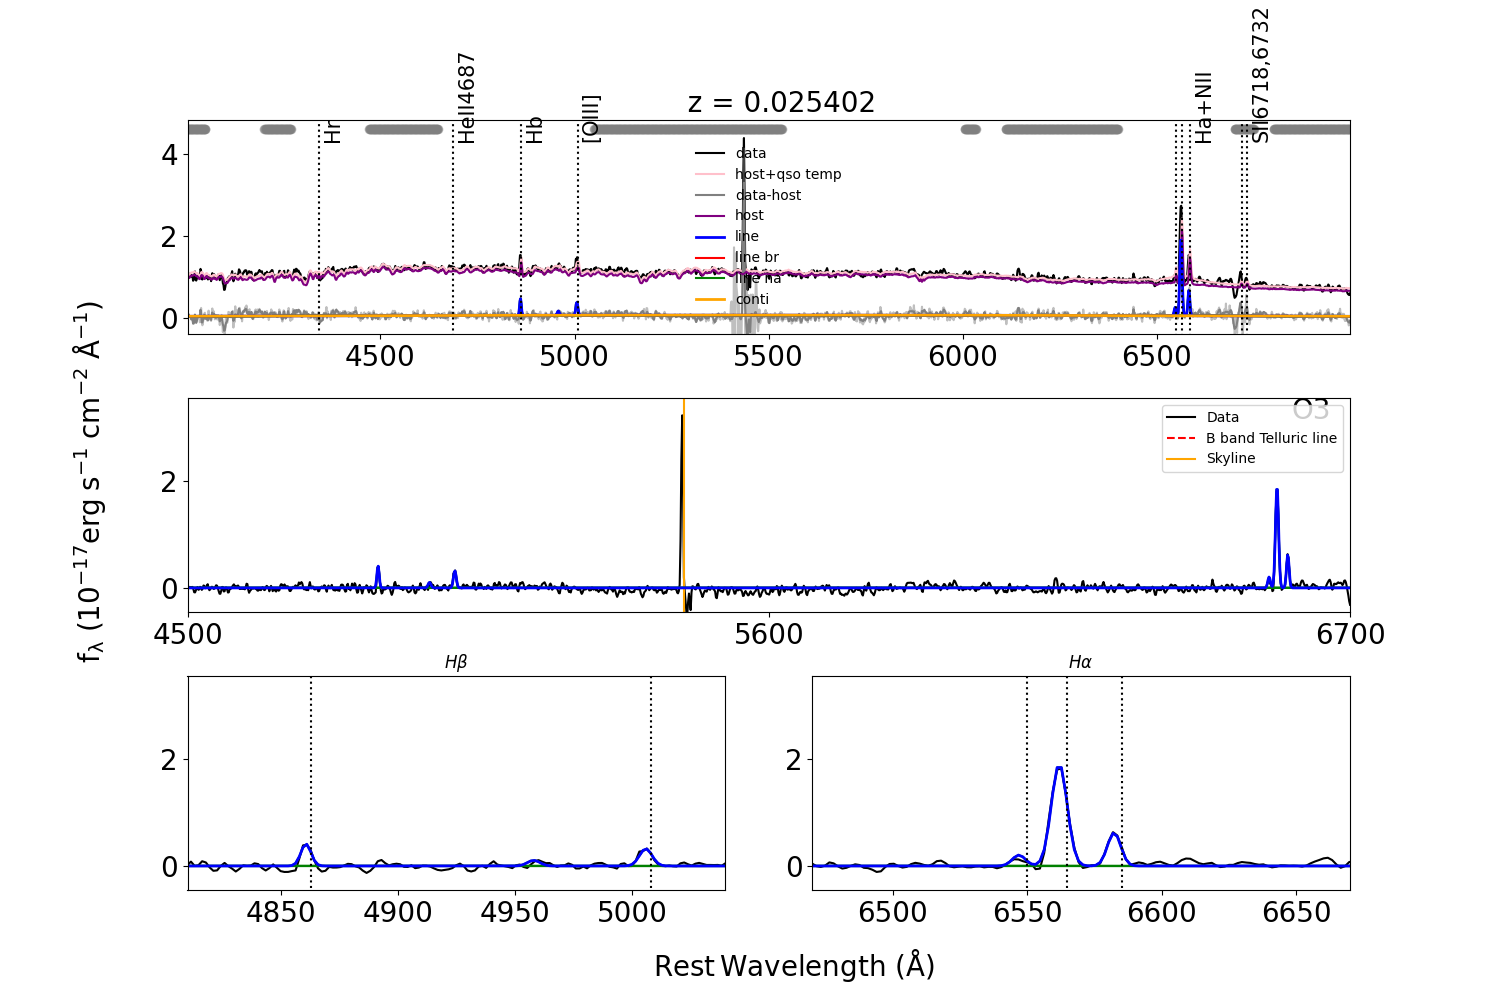 z = 0.025402
Hr
HeII4687
Hb
[OIII]
Ha+NII
SII6718,6732
data
host+qso temp
data-host
host
line
line br
line na
conti
4
2
0
4500
5000
5500
6000
6500
O3
Data
B band Telluric line
Skyline
2
0
4500
5600
6700
fλ (10−17erg s−1 cm−2 Å−1)
Hβ
2
0
4850
4900
4950
5000
Hα
2
0
6500
6550
6600
6650
Rest Wavelength (Å)